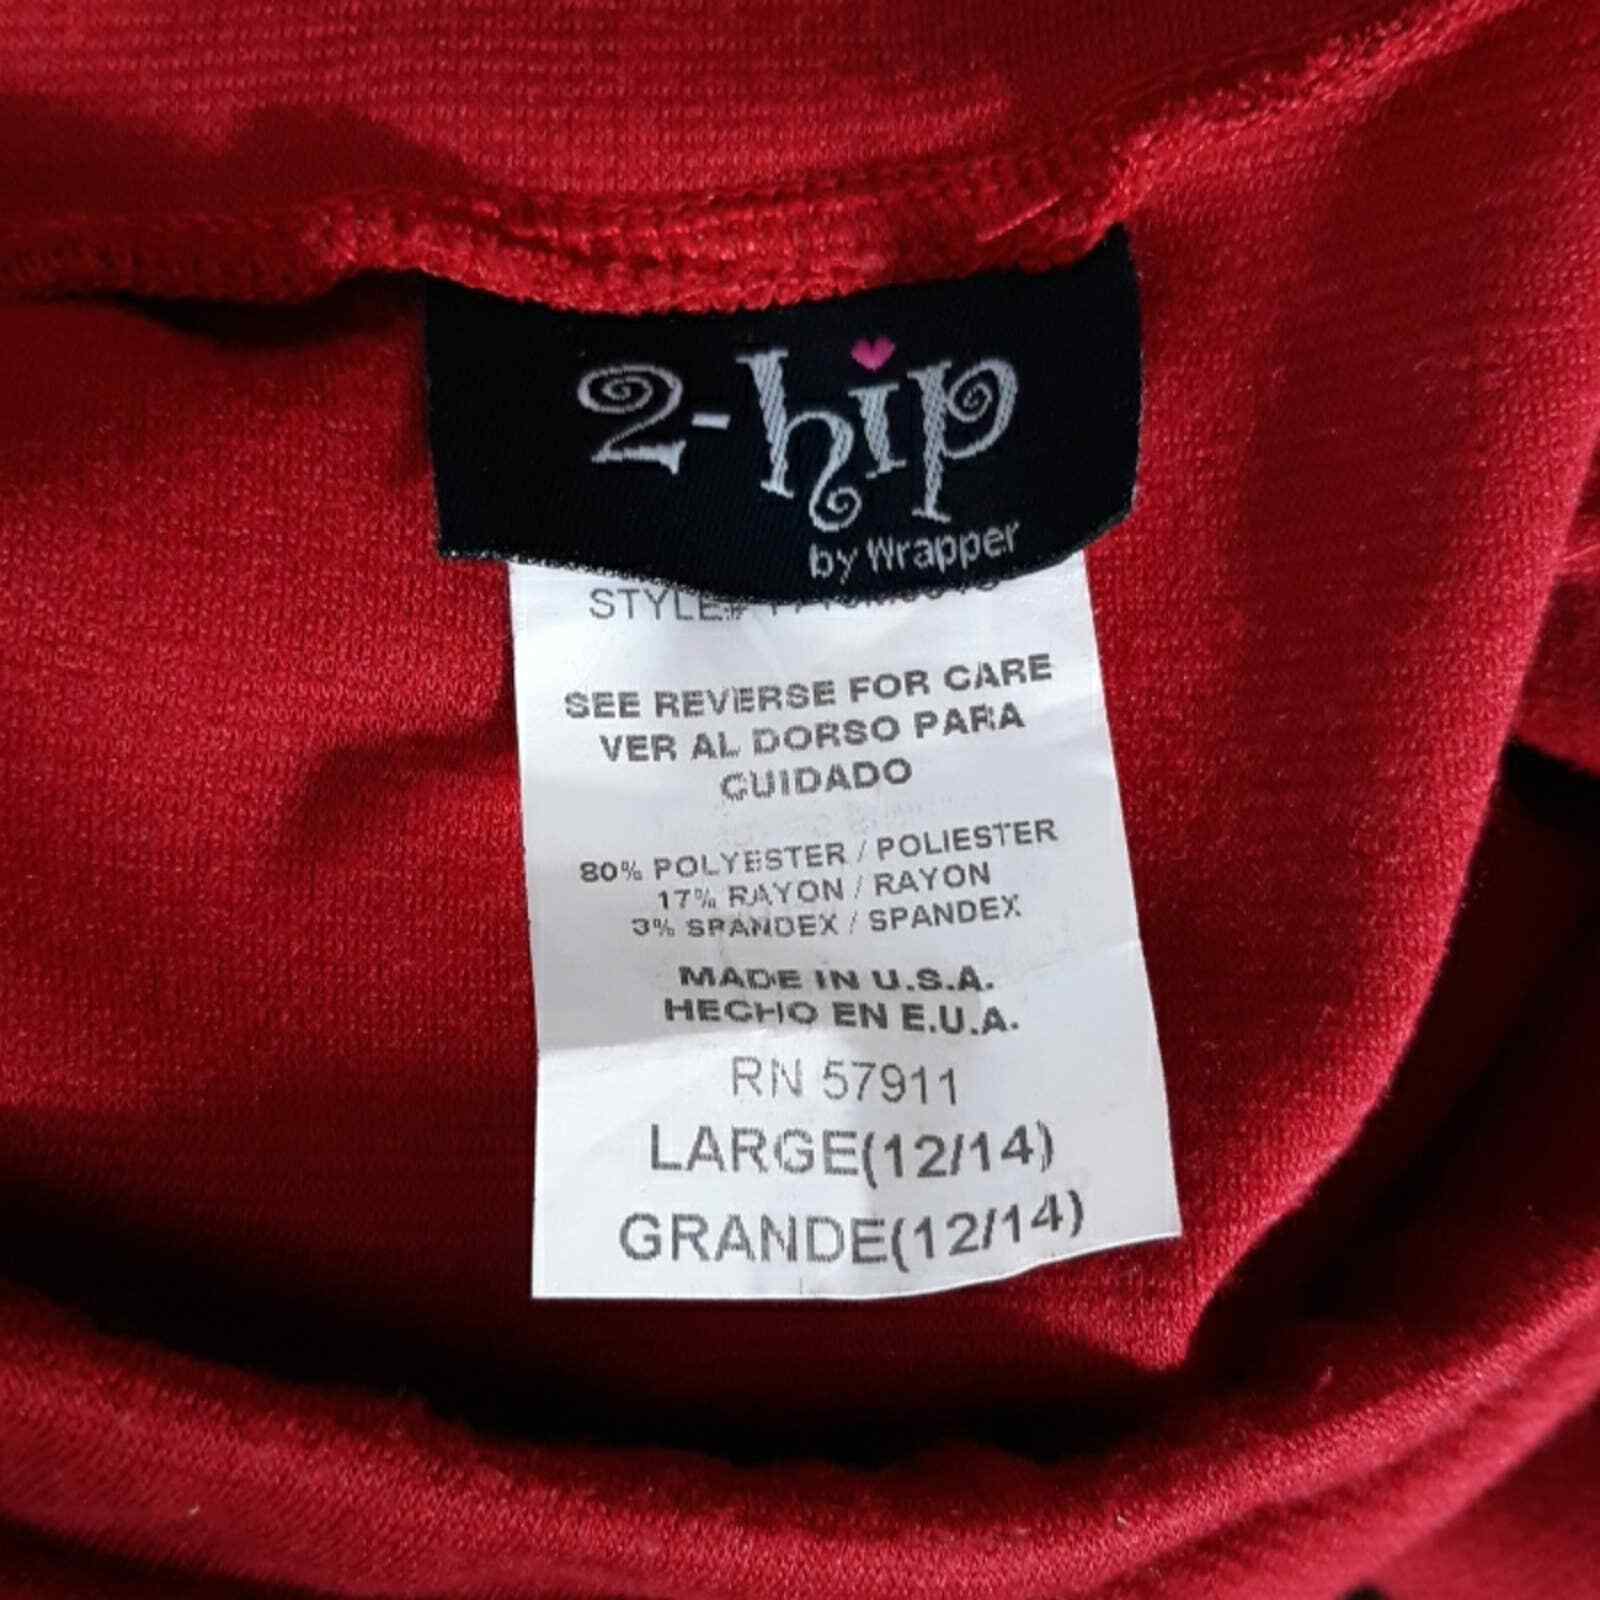 2-hip
by Wrapper
STYLE#
SEE REVERSE FOR CARE
VER AL DORSO PARA
CUIDADO
80% POLYESTER / POLIESTER
17% RAYON / RAYON
3% SPANDEX / SPANDEX
MADE IN U.S.A.
HECHO EN E.U.A.
RN 57911
LARGE(12/14)
GRANDE(12/14)